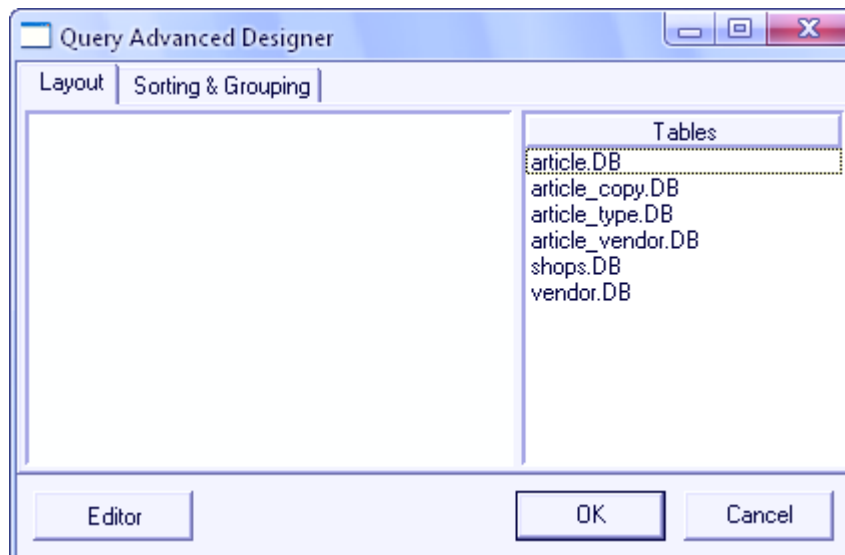 Query Advanced Designer
Layout
Sorting & Grouping
Tables
article.DB
article_copy.DB
article_type.DB
article_vendor.DB
shops.DB
vendor.DB
Editor
OK
Cancel